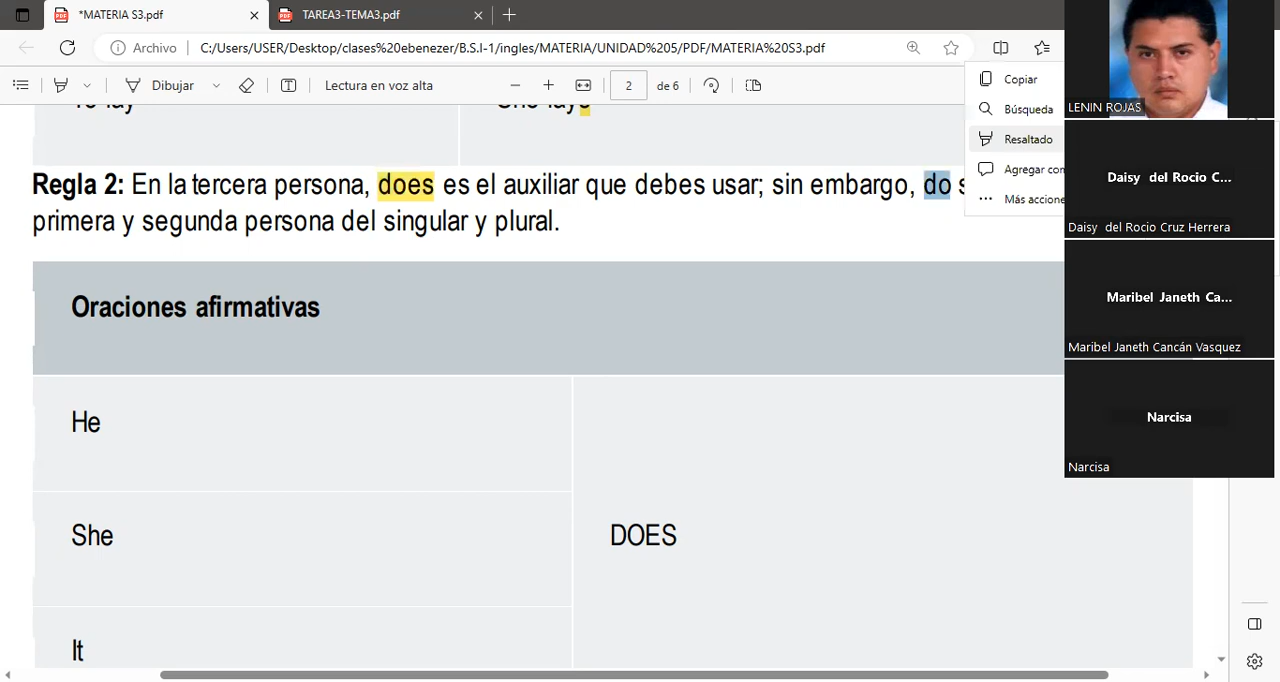 *MATERIA S3.pdf
TAREA3-TEMA3.pdf
Archivo
C:/Users/USER/Desktop/clases%20ebenezer/B.S.I-1/ingles/MATERIA/UNIDAD%205/PDF/MATERIA%20S3.pdf
Dibujar
Lectura en voz alta
2
de 6
Copiar
Búsqueda
Resaltado
Agregar com
Más accione
LENIN ROJAS
Daisy del Rocio C...
Daisy del Rocio Cruz Herrera
Maribel Janeth Ca...
Maribel Janeth Cancán Vasquez
Narcisa
Narcisa
Regla 2: En la tercera persona, does es el auxiliar que debes usar; sin embargo, do s
primera y segunda persona del singular y plural.
Oraciones afirmativas
He
She
DOES
It